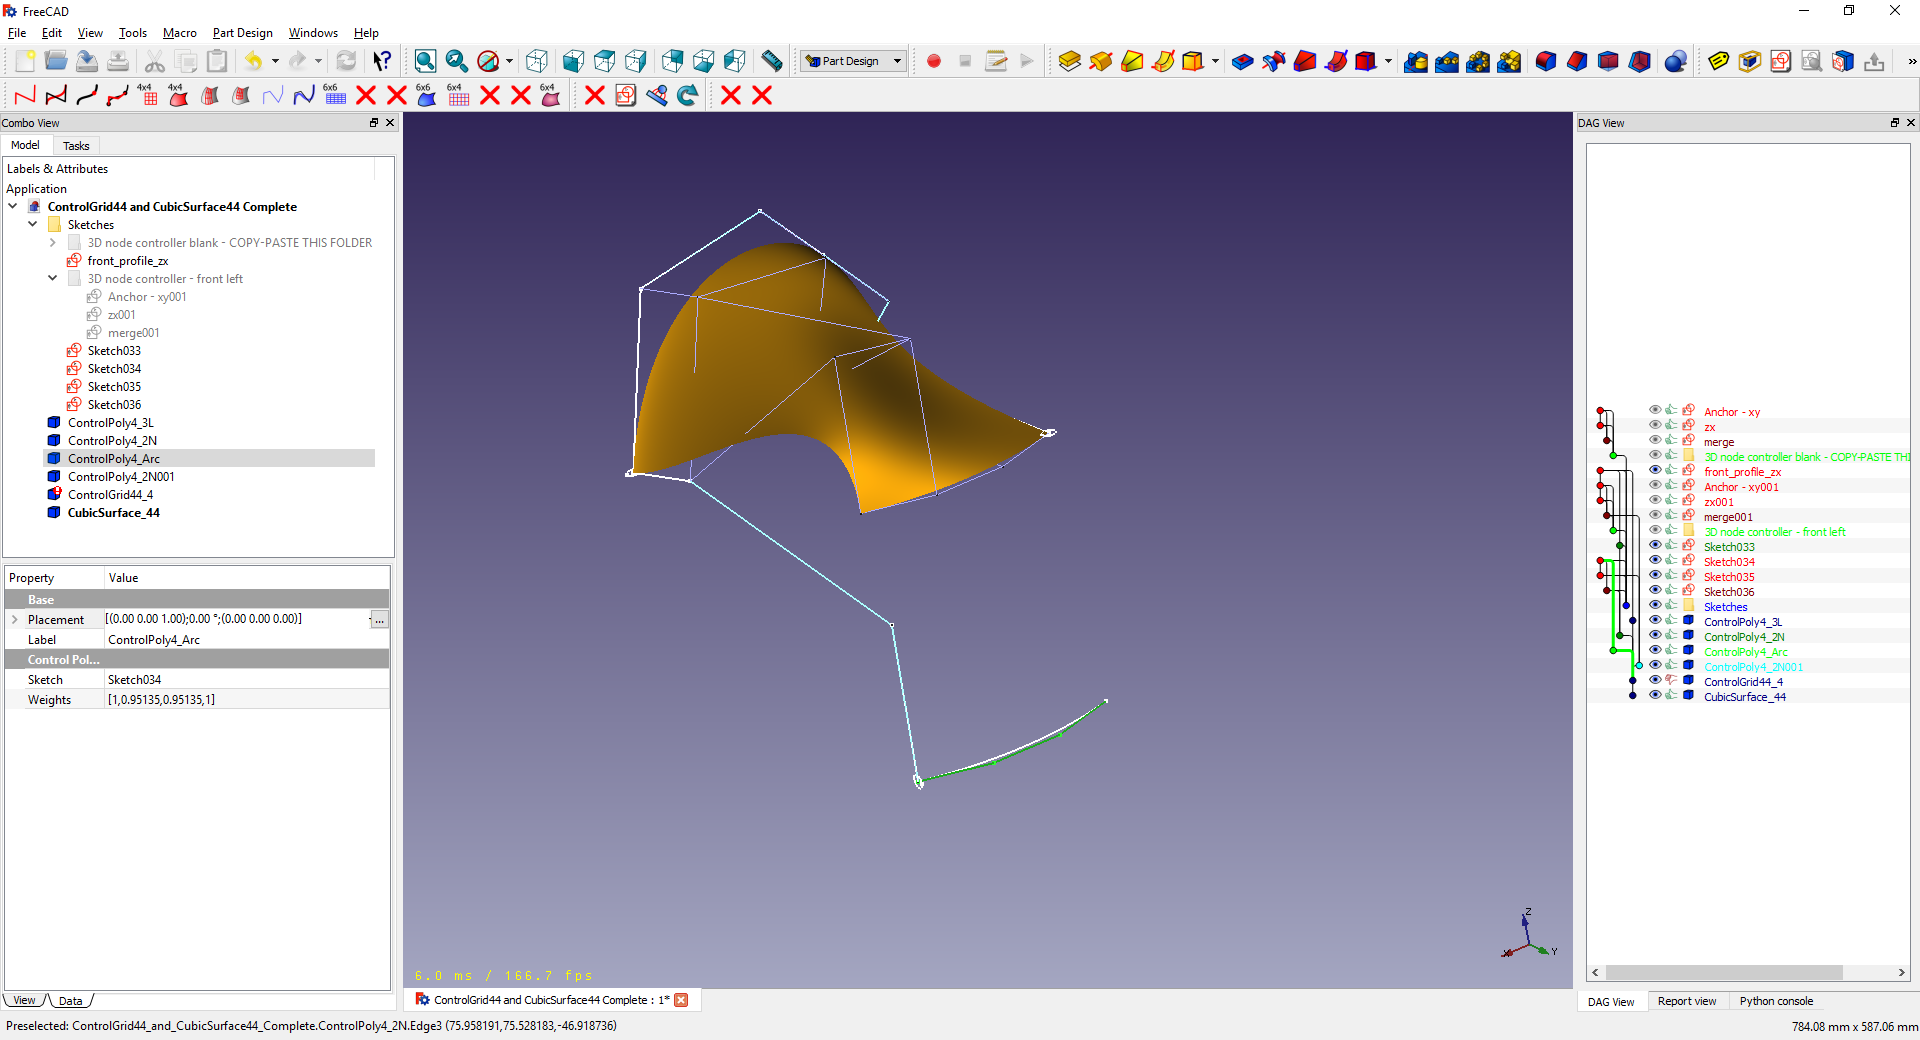 FreeCAD
File Edit View Tools Macro Part Design Windows Help
Part Design
4x4 4x4 6x6 6x6 6x4 6x4
Combo View
Model Tasks
Labels & Attributes
Application
ControlGrid44 and CubicSurface44 Complete
Sketches
3D node controller blank - COPY-PASTE THIS FOLDER
front_profile_zx
3D node controller - front left
Anchor - xy001
zx001
merge001
Sketch033
Sketch034
Sketch035
Sketch036
ControlPoly4_3L
ControlPoly4_2N
ControlPoly4_Arc
ControlPoly4_2N001
ControlGrid44_4
CubicSurface_44
Property Value
Base
Placement [(0.00 0.00 1.00);0.00 °;(0.00 0.00 0.00)] ...
Label ControlPoly4_Arc
Control Pol...
Sketch Sketch034
Weights [1,0.95135,0.95135,1]
View Data
6.0 ms / 166.7 fps
Z
X
Y
ControlGrid44 and CubicSurface44 Complete : 1*
DAG View
Anchor - xy
zx
merge
3D node controller blank - COPY-PASTE THI
front_profile_zx
Anchor - xy001
zx001
merge001
3D node controller - front left
Sketch033
Sketch034
Sketch035
Sketch036
Sketches
ControlPoly4_3L
ControlPoly4_2N
ControlPoly4_Arc
ControlPoly4_2N001
ControlGrid44_4
CubicSurface_44
DAG View Report view Python console
Preselected: ControlGrid44_and_CubicSurface44_Complete.ControlPoly4_2N.Edge3 (75.958191,75.528183,-46.918736)
784.08 mm x 587.06 mm